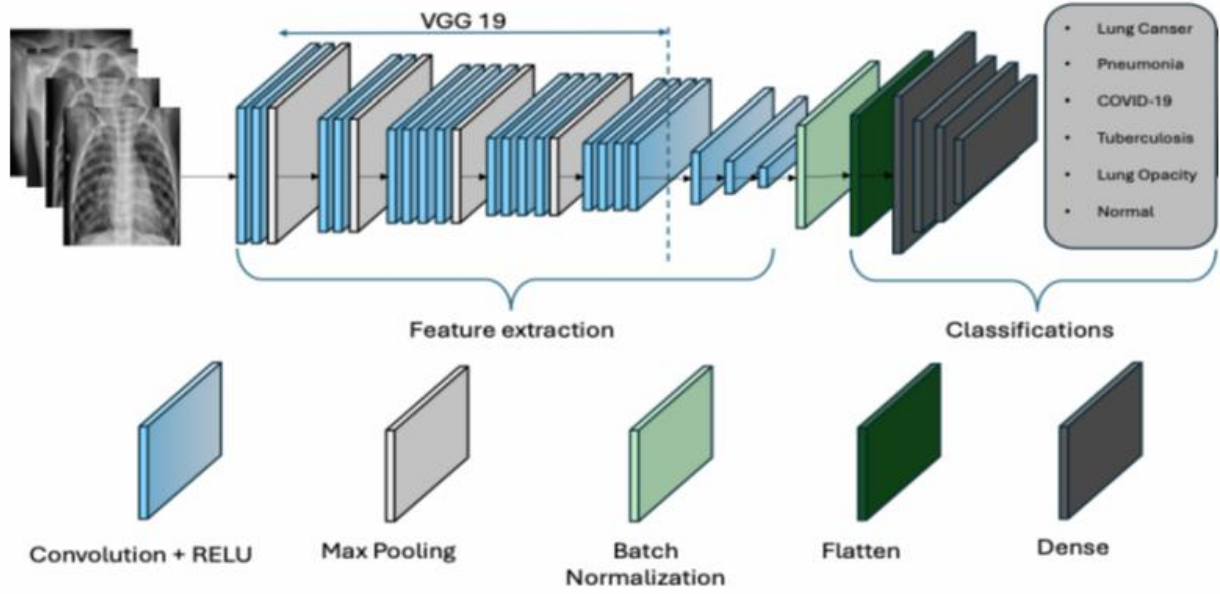 VGG 19
• Lung Canser
• Pneumonia
• COVID-19
• Tuberculosis
• Lung Opacity
• Normal
Feature extraction
Classifications
Convolution + RELU
Max Pooling
Batch
Normalization
Flatten
Dense